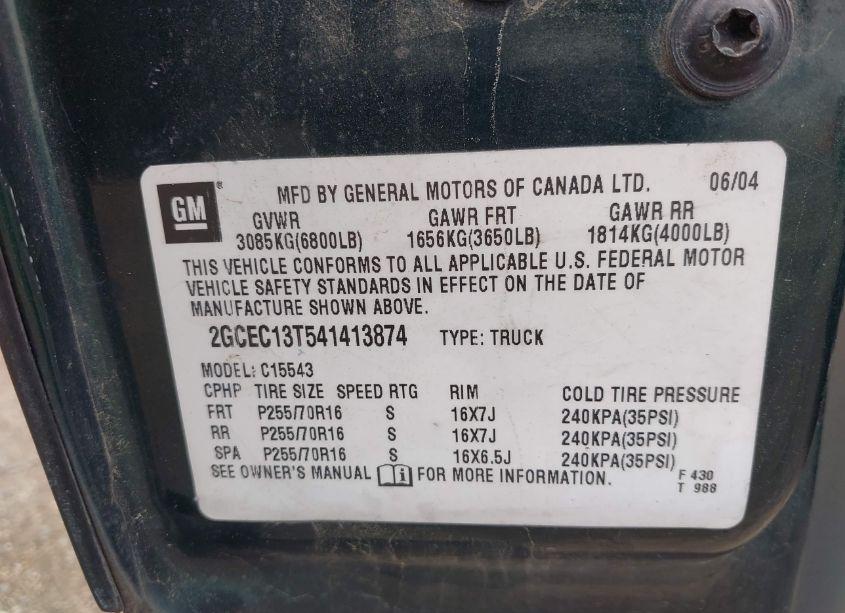 GM® MFD BY GENERAL MOTORS OF CANADA LTD. 06/04
GVWR GAWR FRT GAWR RR
3085KG(6800LB) 1656KG(3650LB) 1814KG(4000LB)
THIS VEHICLE CONFORMS TO ALL APPLICABLE U.S. FEDERAL MOTOR
VEHICLE SAFETY STANDARDS IN EFFECT ON THE DATE OF
MANUFACTURE SHOWN ABOVE.
2GCEC13T541413874 TYPE: TRUCK
MODEL: C15543
CPHP TIRE SIZE SPEED RTG RIM COLD TIRE PRESSURE
FRT P255/70R16 S 16X7J 240KPA(35PSI)
RR P255/70R16 S 16X7J 240KPA(35PSI)
SPA P255/70R16 S 16X6.5J 240KPA(35PSI)
SEE OWNER'S MANUAL FOR MORE INFORMATION. F 430
T 988